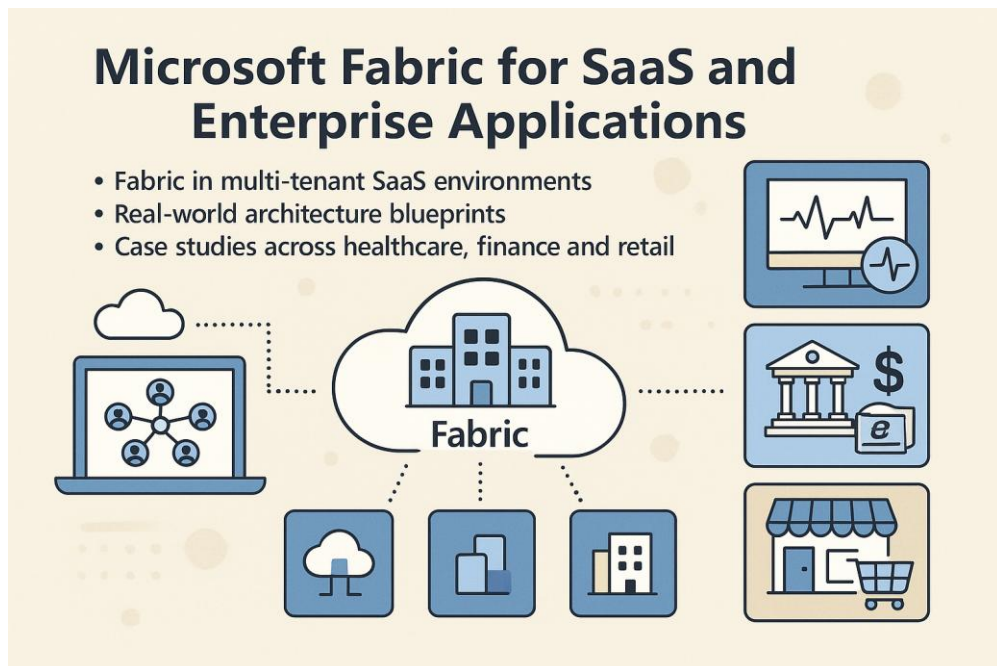 Microsoft Fabric for SaaS and
Enterprise Applications
• Fabric in multi-tenant SaaS environments
• Real-world architecture blueprints
• Case studies across healthcare, finance and retail
$
e
Fabric